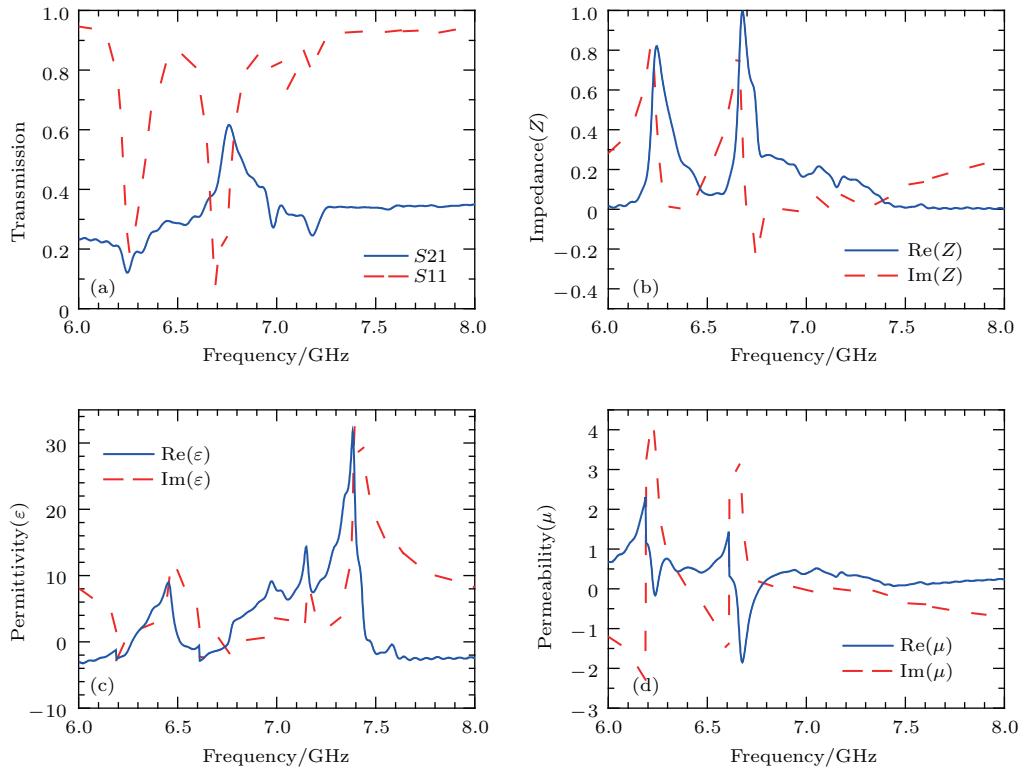 1.0
0.8
0.6
0.4
0.2
0
Transmission
S21
S11
(a)
6.0 6.5 7.0 7.5 8.0
Frequency/GHz
1.0
0.8
0.6
0.4
0.2
0
−0.2
−0.4
Impedance(Z)
Re(Z)
Im(Z)
(b)
6.0 6.5 7.0 7.5 8.0
Frequency/GHz
30
20
10
0
−10
Permittivity(ε)
Re(ε)
Im(ε)
(c)
6.0 6.5 7.0 7.5 8.0
Frequency/GHz
4
3
2
1
0
−1
−2
−3
Permeability(μ)
Re(μ)
Im(μ)
(d)
6.0 6.5 7.0 7.5 8.0
Frequency/GHz